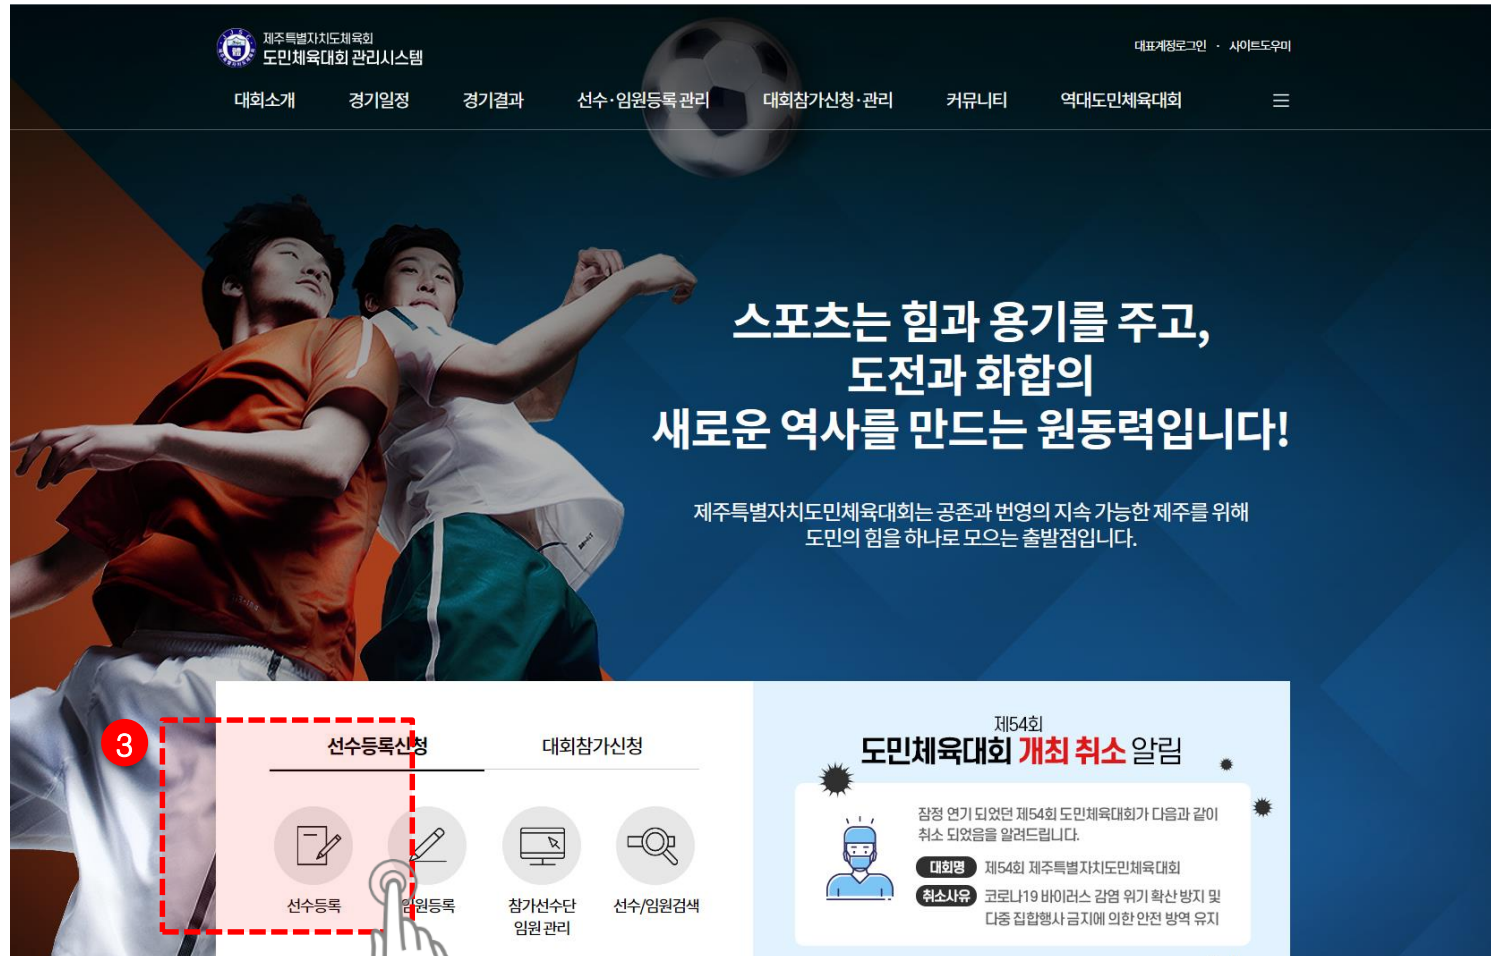 제주특별자치도체육회
도민체육대회 관리시스템
대표계정로그인 · 사이트도우미
대회소개 경기일정 경기결과 선수·임원등록 관리 대회참가신청·관리 커뮤니티 역대도민체육대회
스포츠는 힘과 용기를 주고,
도전과 화합의
새로운 역사를 만드는 원동력입니다!
제주특별자치도민체육대회는 공존과 번영의 지속 가능한 제주를 위해
도민의 힘을 하나로 모으는 출발점입니다.
3
선수등록신청 대회참가신청
선수등록 임원등록 참가선수단 선수/임원검색
임원 관리
제54회
도민체육대회 개최 취소 알림
잠정 연기 되었던 제54회 도민체육대회가 다음과 같이
취소 되었음을 알려드립니다.
대회명 제54회 제주특별자치도민체육대회
취소사유 코로나19 바이러스 감염 위기 확산 방지 및
다중 집합행사 금지에 의한 안전 방역 유지